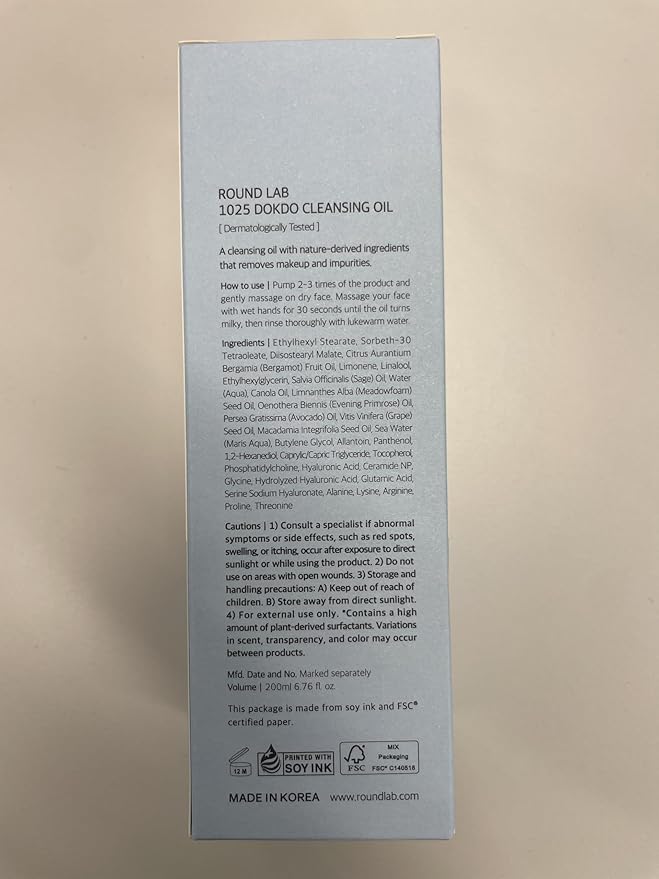 ROUND LAB
1025 DOKDO CLEANSING OIL
[ Dermatologically Tested ]
A cleansing oil with nature-derived ingredients
that removes makeup and impurities.
How to use | Pump 2-3 times of the product and
gently massage on dry face. Massage your face
with wet hands for 30 seconds until the oil turns
milky, then rinse thoroughly with lukewarm water.
Ingredients | Ethylhexyl Stearate, Sorbeth-30
Tetraoleate, Diisostearyl Malate, Citrus Aurantium
Bergamia (Bergamot) Fruit Oil, Limonene, Linalool,
Ethylhexylglycerin, Salvia Officinalis (Sage) Oil, Water
(Aqua), Canola Oil, Limnanthes Alba (Meadowfoam)
Seed Oil, Oenothera Biennis (Evening Primrose) Oil,
Persea Gratissima (Avocado) Oil, Vitis Vinifera (Grape)
Seed Oil, Macadamia Integrifolia Seed Oil, Sea Water
(Maris Aqua), Butylene Glycol, Allantoin, Panthenol,
1,2-Hexanediol, Caprylic/Capric Triglyceride, Tocopherol,
Phosphatidylcholine, Hyaluronic Acid, Ceramide NP,
Glycine, Hydrolyzed Hyaluronic Acid, Glutamic Acid,
Serine Sodium Hyaluronate, Alanine, Lysine, Arginine,
Proline, Threonine
Cautions | 1) Consult a specialist if abnormal
symptoms or side effects, such as red spots,
swelling, or itching, occur after exposure to direct
sunlight or while using the product. 2) Do not
use on areas with open wounds. 3) Storage and
handling precautions: A) Keep out of reach of
children. B) Store away from direct sunlight.
4) For external use only. *Contains a high
amount of plant-derived surfactants. Variations
in scent, transparency, and color may occur
between products.
Mfd. Date and No. Marked separately
Volume | 200ml 6.76 fl. oz.
This package is made from soy ink and FSC®
certified paper.
12 M
PRINTED WITH
SOY INK
FSC
MIX
Packaging
FSC® C140516
MADE IN KOREA www.roundlab.com